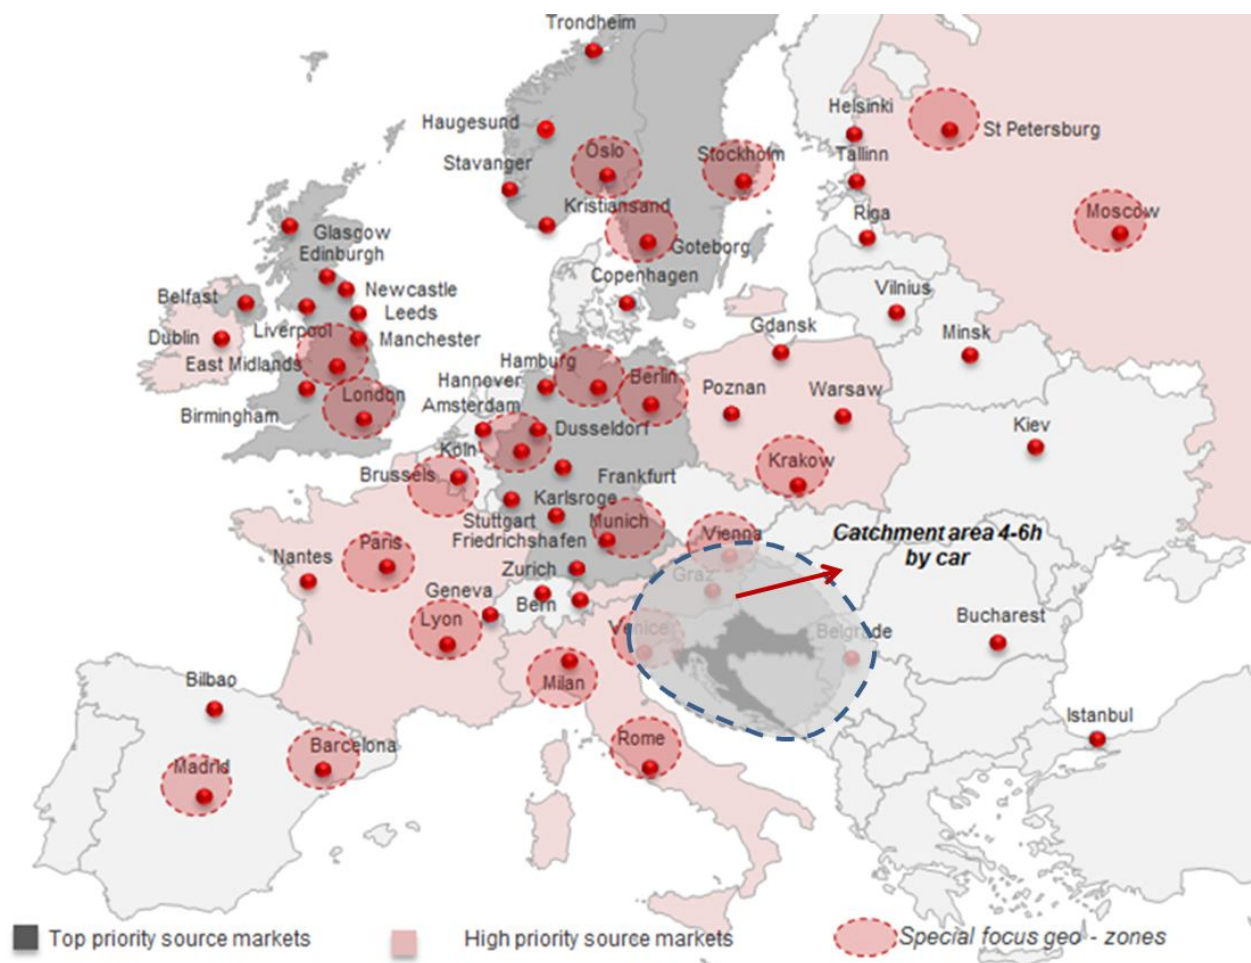 Trondheim
Helsinki
Haugesund
St Petersburg
Oslo
Stockholm
Tallinn
Stavanger
Kristiansand
Riga
Moscow
Glasgow
Goteborg
Edinburgh
Copenhagen
Newcastle
Vilnius
Belfast
Leeds
Gdansk
Minsk
Dublin
Liverpool
Manchester
East Midlands
Hamburg
Hannover
Berlin
Poznan
Warsaw
London
Amsterdam
Birmingham
Dusseldorf
Kiev
Köln
Krakow
Brussels
Frankfurt
Karlsroge
Stuttgart
Munich
Vienna
Catchment area 4-6h
by car
Friedrichshafen
Paris
Nantes
Zurich
Graz
Geneva
Bern
Lyon
Bucharest
Venice
Belgrade
Milan
Bilbao
Istanbul
Rome
Barcelona
Madrid
Top priority source markets
High priority source markets
Special focus geo - zones